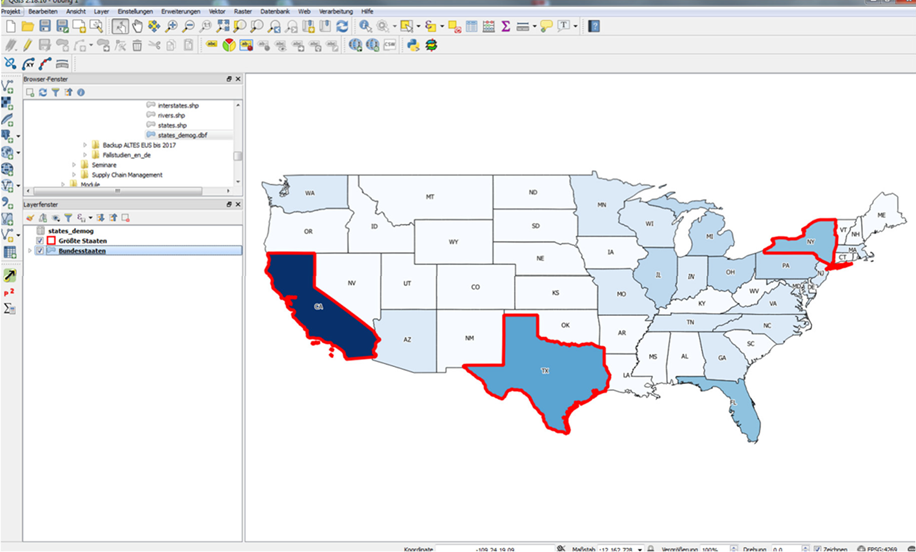 QGIS 2.18.16 - Übung 1
Projekt Bearbeiten Ansicht Layer Einstellungen Erweiterungen Vektor Raster Datenbank Web Verarbeitung Hilfe
abc
CSW
Browser-Fenster
interstates.shp
rivers.shp
states.shp
states_demog.dbf
Backup ALTES EUS bis 2017
Fallstudien_en_de
Seminare
Supply Chain Management
Module
Layerfenster
states_demog
Größte Staaten
Bundesstaaten
WA
MT
ND
MN
ME
OR
ID
SD
WI
MI
VT
NH
NY
MA
CT
WY
IA
NE
PA
NJ
NV
UT
CO
IL
IN
OH
MD
DE
CA
KS
MO
WV
VA
KY
AZ
NM
OK
AR
TN
NC
SC
TX
LA
MS
AL
GA
FL
Koordinate -109.24,19.09 Maßstab Vergrößerung 100% Drehung 0,0 Zeichnen EPSG:4269